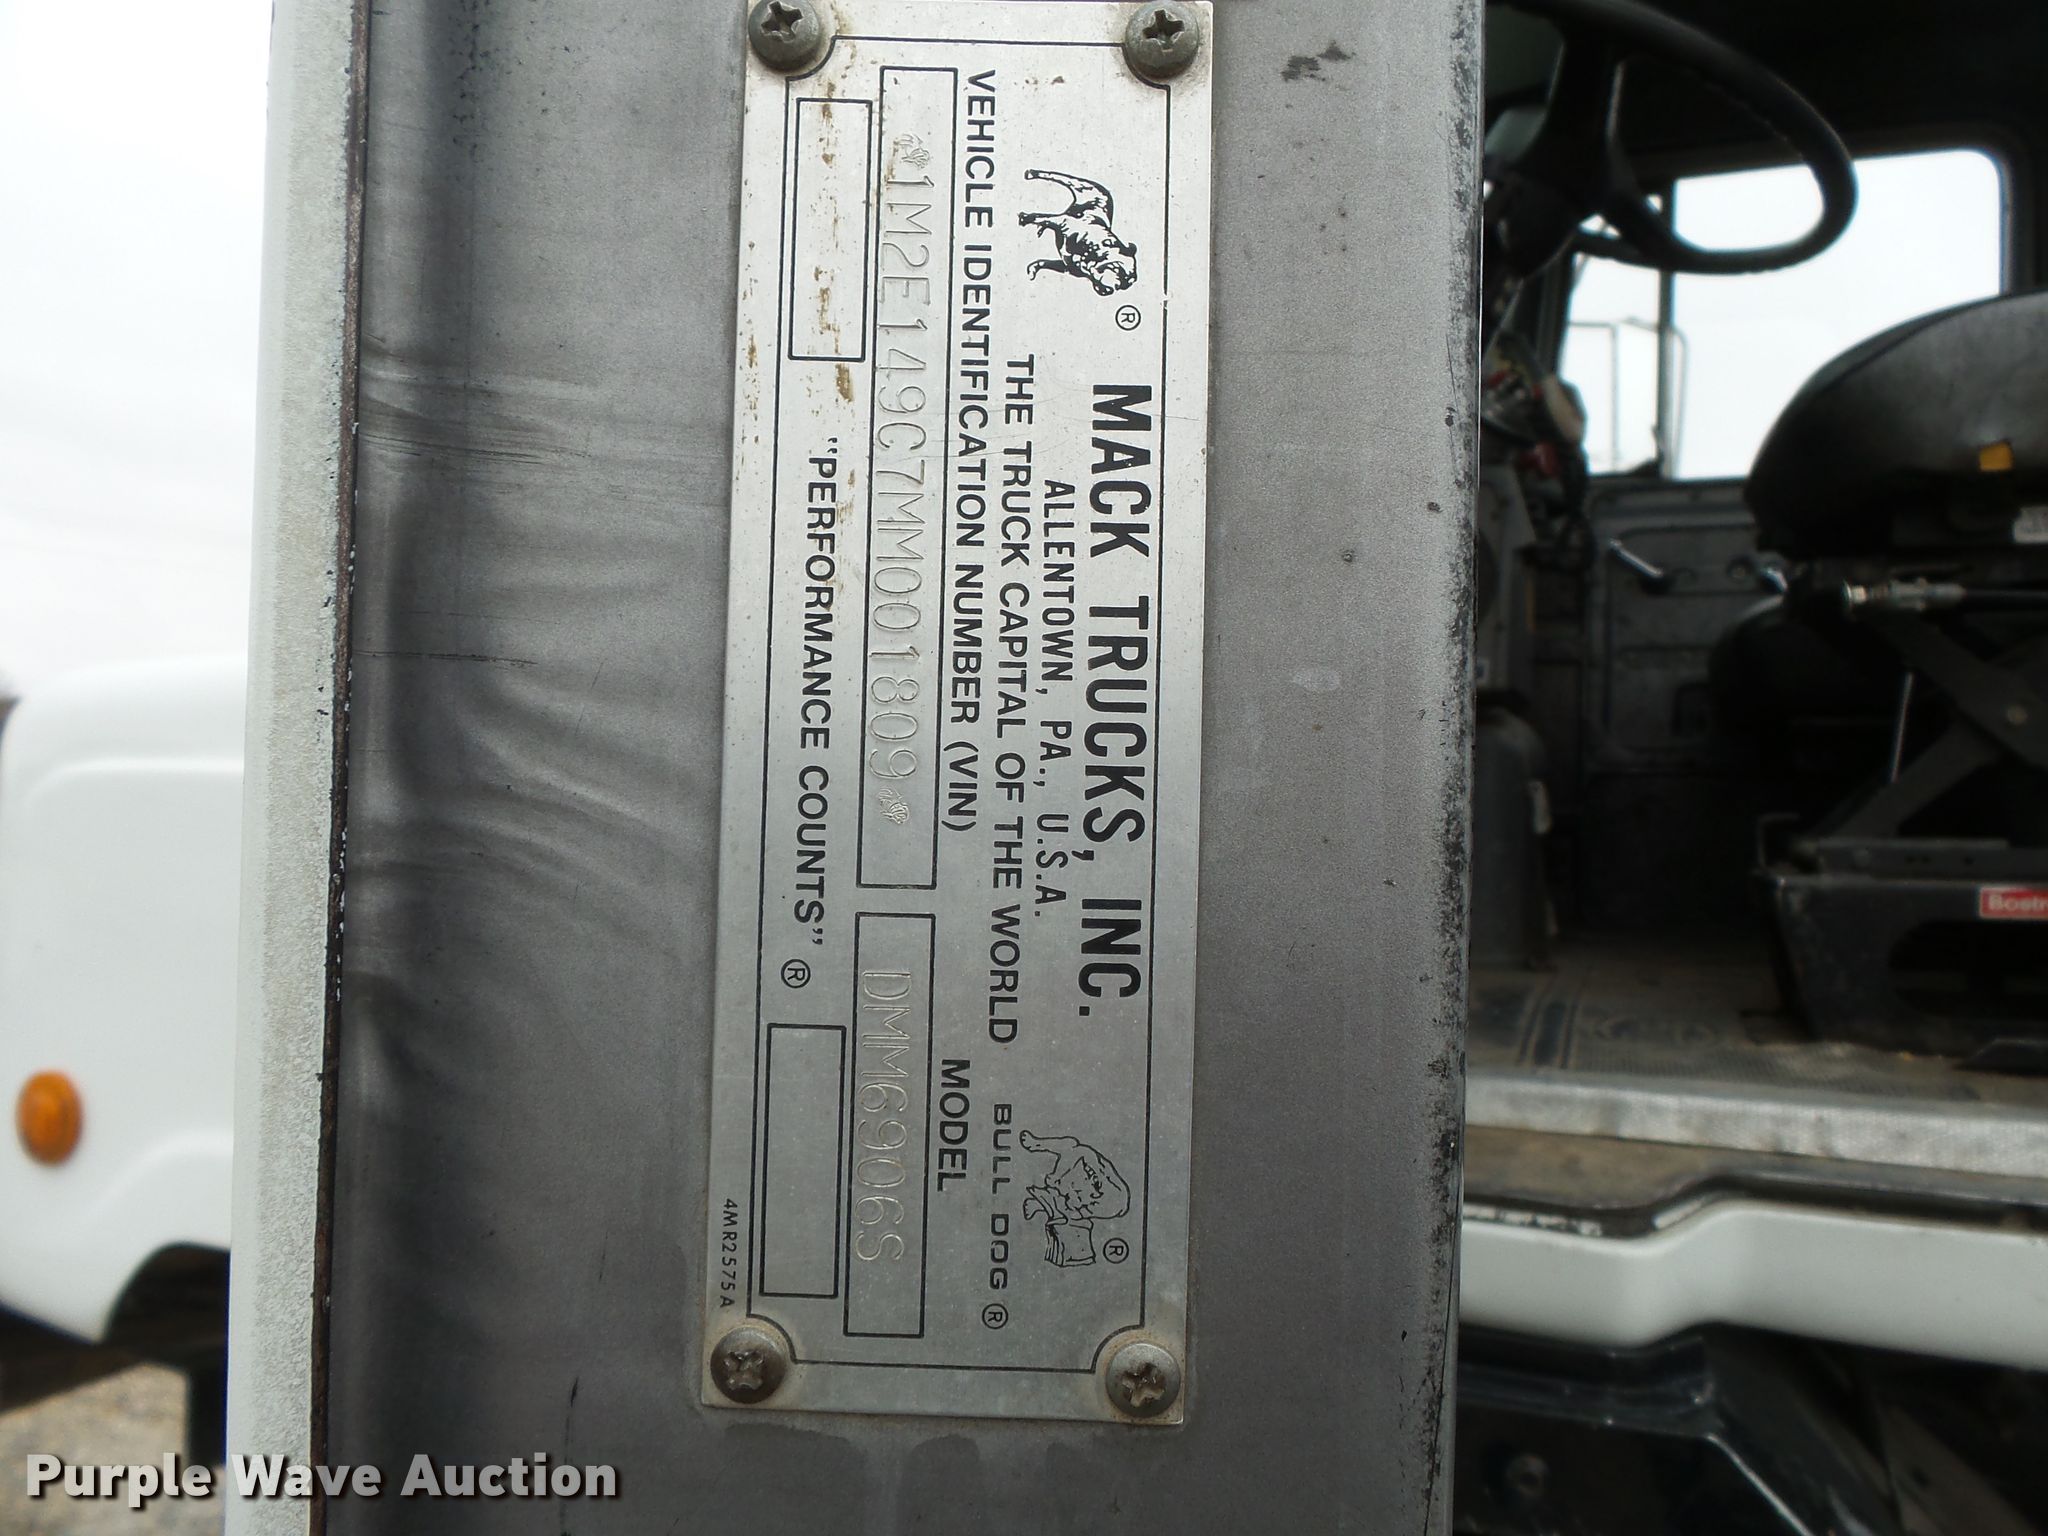 ® MACK TRUCKS, INC.
ALLENTOWN, PA., U.S.A.
THE TRUCK CAPITAL OF THE WORLD BULL DOG ®
®
VEHICLE IDENTIFICATION NUMBER (VIN) MODEL
1M2E149C7MM001809 DMM6906S
"PERFORMANCE COUNTS" ®
4MR2575A
Purple Wave Auction